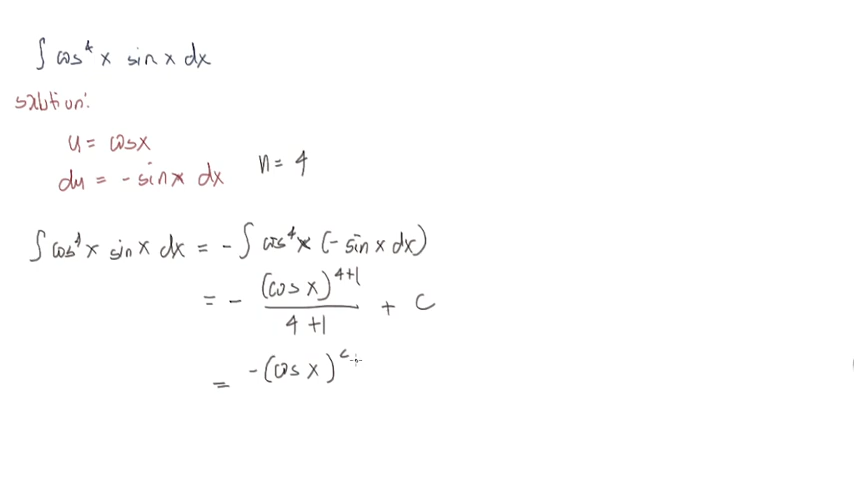 ∫ cos⁴ x sin x dx
solution:
u = cos x
du = - sin x dx n = 4
∫ cos⁴ x sin x dx = - ∫ cos⁴ x (- sin x dx)
= - (cos x)^(4+1) / (4+1) + C
= -(cos x)